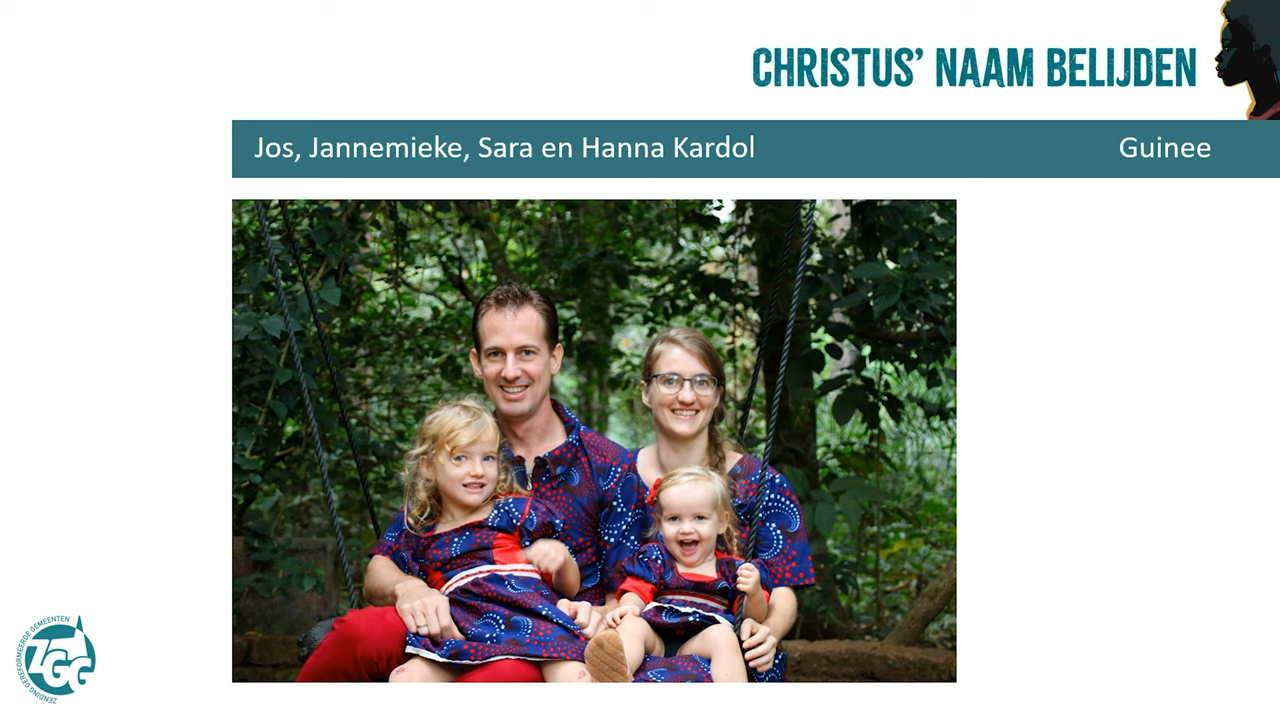 CHRISTUS’ NAAM BELIJDEN
Jos, Jannemieke, Sara en Hanna Kardol
Guinee
ZENDING GEREFORMEERDE GEMEENTEN
ZGG